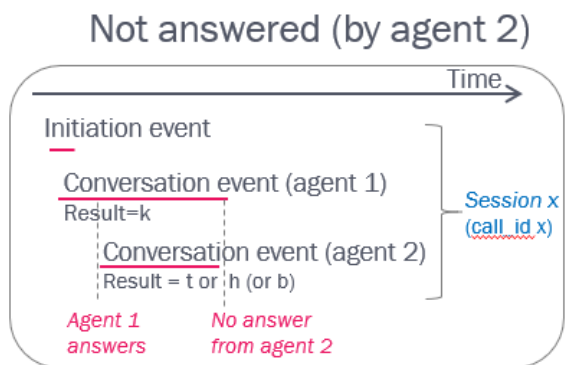 Not answered (by agent 2)
Time
Initiation event
Conversation event (agent 1)
Result=k
Session x
(call_id x)
Conversation event (agent 2)
Result = t or h (or b)
Agent 1
answers
No answer
from agent 2